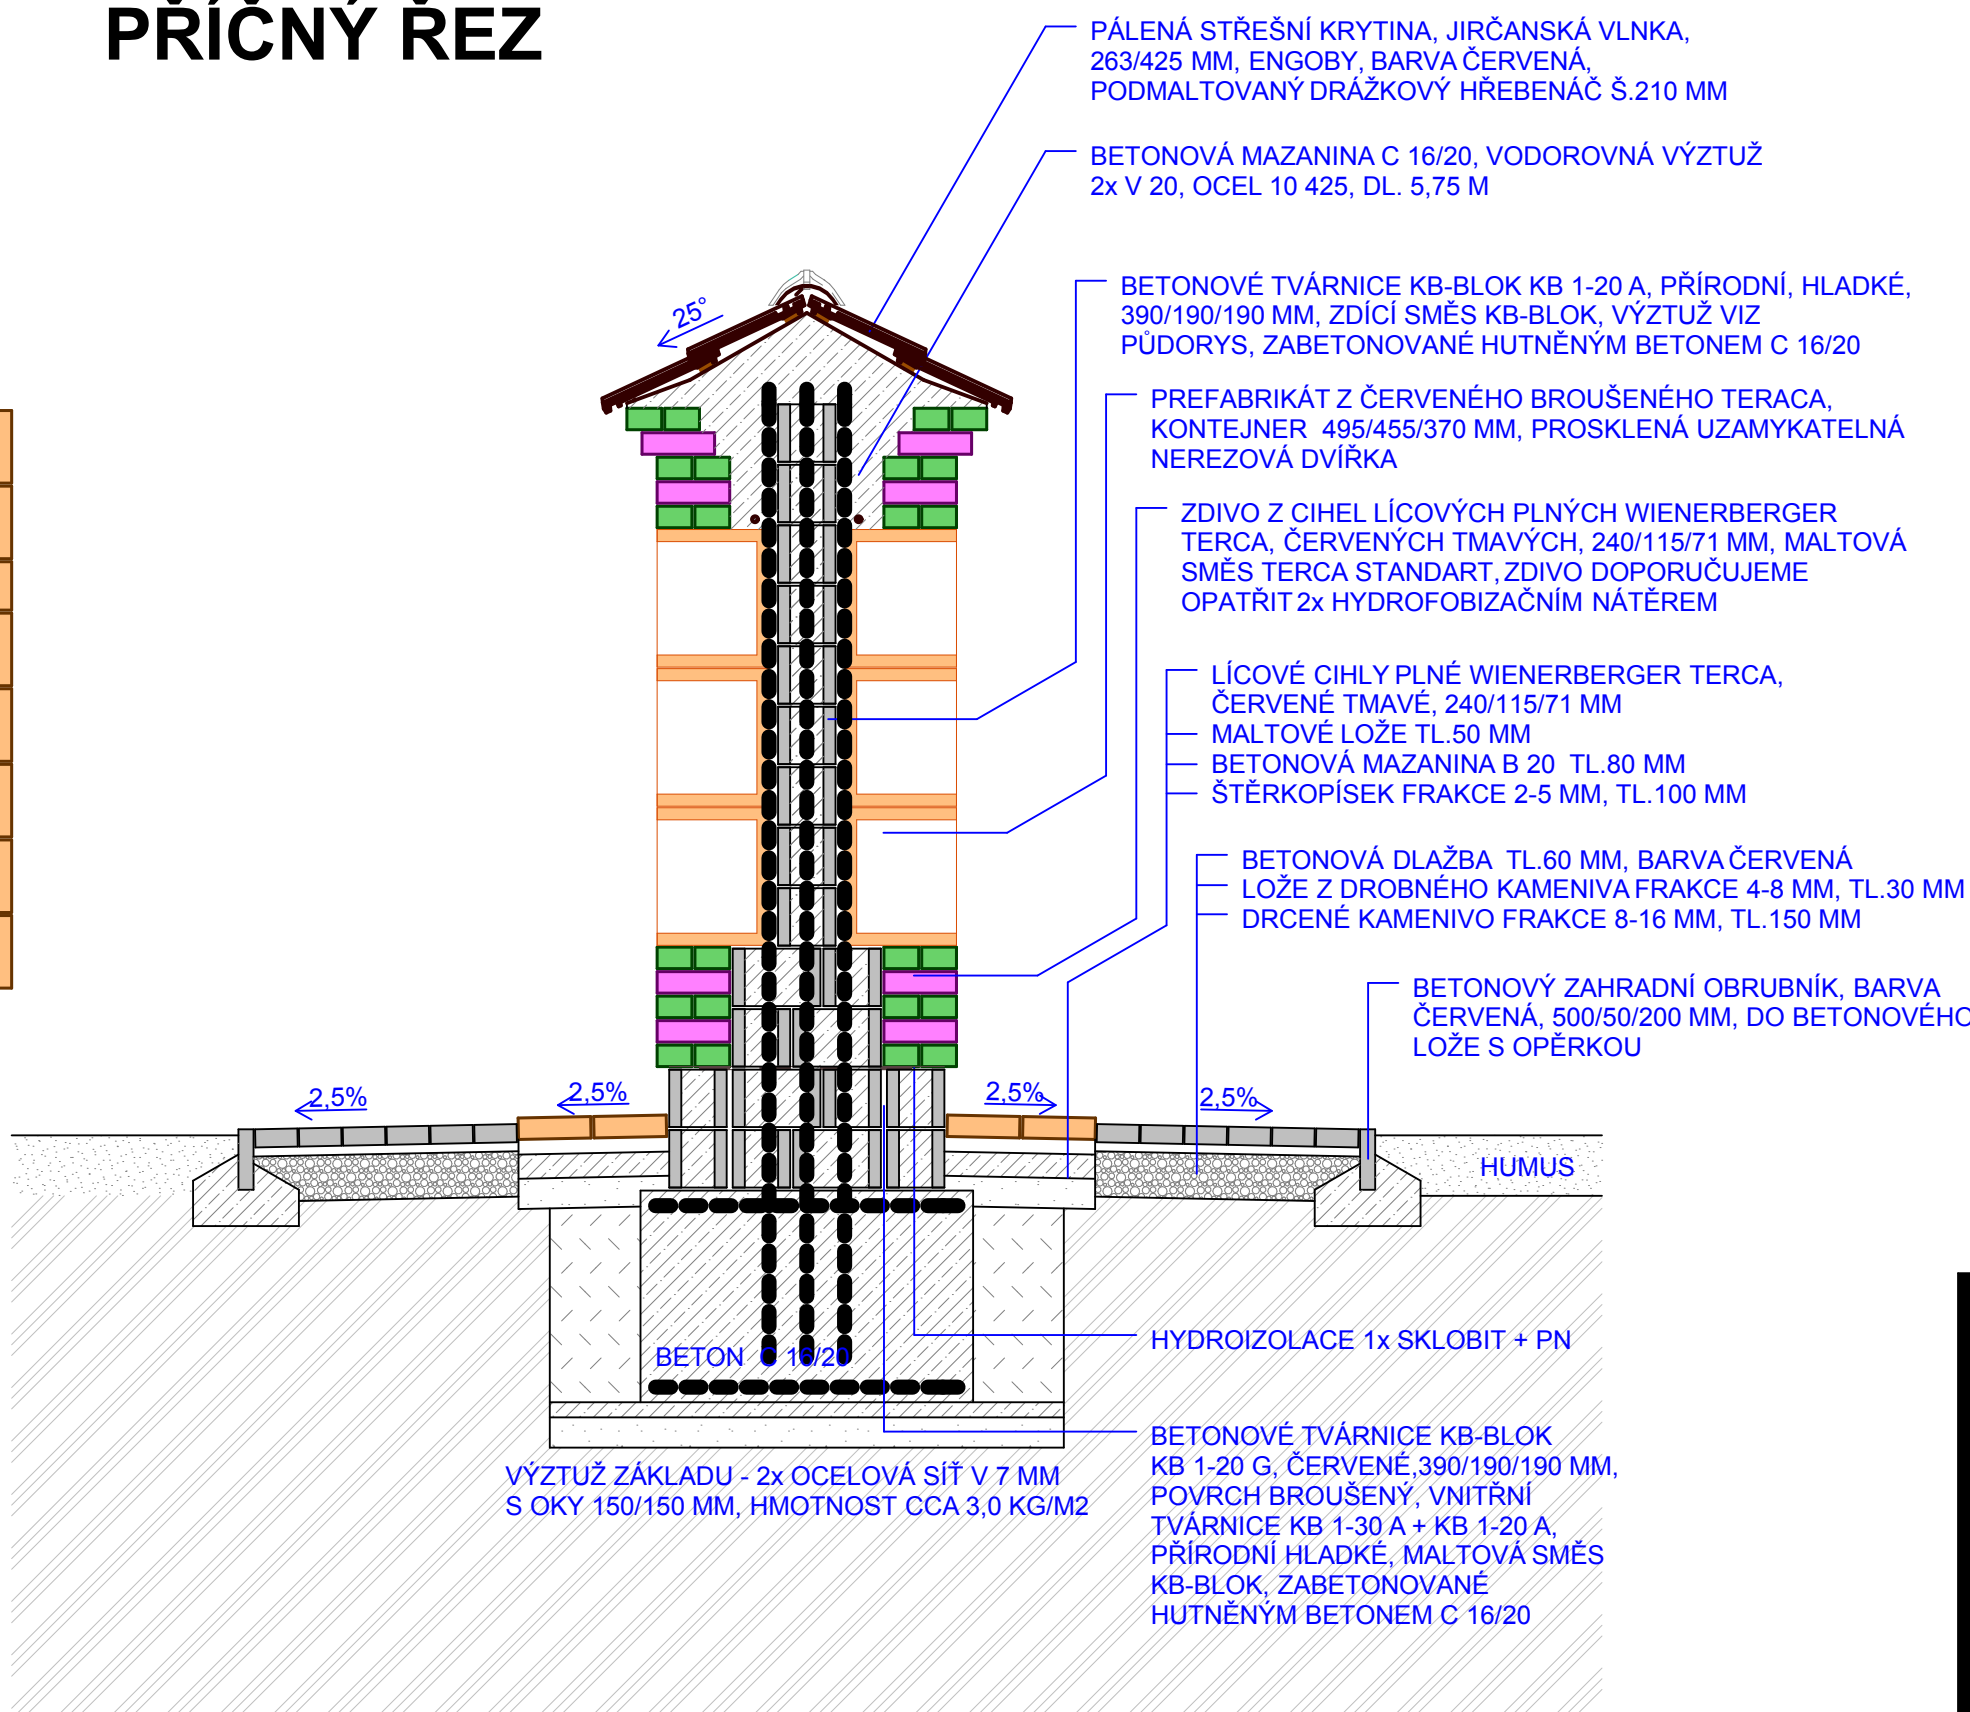 PŘÍČNÝ ŘEZ
PÁLENÁ STŘEŠNÍ KRYTINA, JIRČANSKÁ VLNKA,
263/425 MM, ENGOBY, BARVA ČERVENÁ,
PODMALTOVANÝ DRÁŽKOVÝ HŘEBENÁČ Š.210 MM
BETONOVÁ MAZANINA C 16/20, VODOROVNÁ VÝZTUŽ
2x V 20, OCEL 10 425, DL. 5,75 M
25°
BETONOVÉ TVÁRNICE KB-BLOK KB 1-20 A, PŘÍRODNÍ, HLADKÉ,
390/190/190 MM, ZDÍCÍ SMĚS KB-BLOK, VÝZTUŽ VIZ
PŮDORYS, ZABETONOVANÉ HUTNĚNÝM BETONEM C 16/20
PREFABRIKÁT Z ČERVENÉHO BROUŠENÉHO TERACA,
KONTEJNER 495/455/370 MM, PROSKLENÁ UZAMYKATELNÁ
NEREZOVÁ DVÍŘKA
ZDIVO Z CIHEL LÍCOVÝCH PLNÝCH WIENERBERGER
TERCA, ČERVENÝCH TMAVÝCH, 240/115/71 MM, MALTOVÁ
SMĚS TERCA STANDART, ZDIVO DOPORUČUJEME
OPATŘIT 2x HYDROFOBIZAČNÍM NÁTĚREM
LÍCOVÉ CIHLY PLNÉ WIENERBERGER TERCA,
ČERVENÉ TMAVÉ, 240/115/71 MM
MALTOVÉ LOŽE TL.50 MM
BETONOVÁ MAZANINA B 20 TL.80 MM
ŠTĚRKOPÍSEK FRAKCE 2-5 MM, TL.100 MM
BETONOVÁ DLAŽBA TL.60 MM, BARVA ČERVENÁ
LOŽE Z DROBNÉHO KAMENIVA FRAKCE 4-8 MM, TL.30 MM
DRCENÉ KAMENIVO FRAKCE 8-16 MM, TL.150 MM
BETONOVÝ ZAHRADNÍ OBRUBNÍK, BARVA
ČERVENÁ, 500/50/200 MM, DO BETONOVÉHO
LOŽE S OPĚRKOU
2,5%
2,5%
2,5%
2,5%
HUMUS
HYDROIZOLACE 1x SKLOBIT + PN
BETON C 16/20
BETONOVÉ TVÁRNICE KB-BLOK
KB 1-20 G, ČERVENÉ,390/190/190 MM,
POVRCH BROUŠENÝ, VNITŘNÍ
TVÁRNICE KB 1-30 A + KB 1-20 A,
PŘÍRODNÍ HLADKÉ, MALTOVÁ SMĚS
KB-BLOK, ZABETONOVANÉ
HUTNĚNÝM BETONEM C 16/20
VÝZTUŽ ZÁKLADU - 2x OCELOVÁ SÍŤ V 7 MM
S OKY 150/150 MM, HMOTNOST CCA 3,0 KG/M2